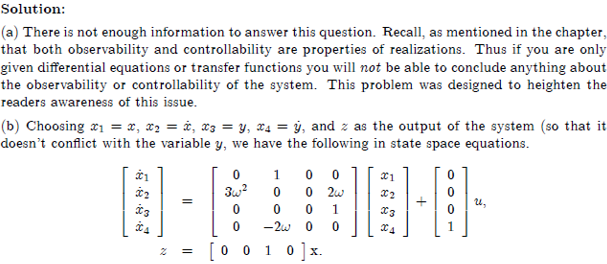 Solution:
(a) There is not enough information to answer this question. Recall, as mentioned in the chapter,
that both observability and controllability are properties of realizations. Thus if you are only
given differential equations or transfer functions you will not be able to conclude anything about
the observability or controllability of the system. This problem was designed to heighten the
readers awareness of this issue.
(b) Choosing x₁ = x, x₂ = ẋ, x₃ = y, x₄ = ẏ, and z as the output of the system (so that it
doesn't conflict with the variable y, we have the following in state space equations.
[ẋ₁] [0 1 0 0] [x₁] [0]
[ẋ₂] = [3ω² 0 0 2ω] [x₂] + [0] u,
[ẋ₃] [0 0 0 1] [x₃] [0]
[ẋ₄] [0 −2ω 0 0] [x₄] [1]
z = [0 0 1 0] x.